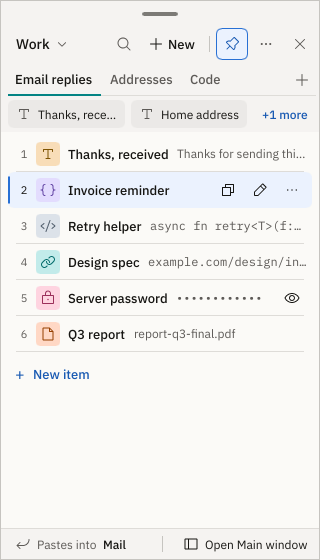 Work
New
Email replies Addresses Code
Thanks, rece... Home address +1 more
1 Thanks, received Thanks for sending thi...
2 Invoice reminder
3 Retry helper async fn retry<T>(f:...
4 Design spec example.com/design/in...
5 Server password ••••••••••••
6 Q3 report report-q3-final.pdf
+ New item
Pastes into Mail Open Main window